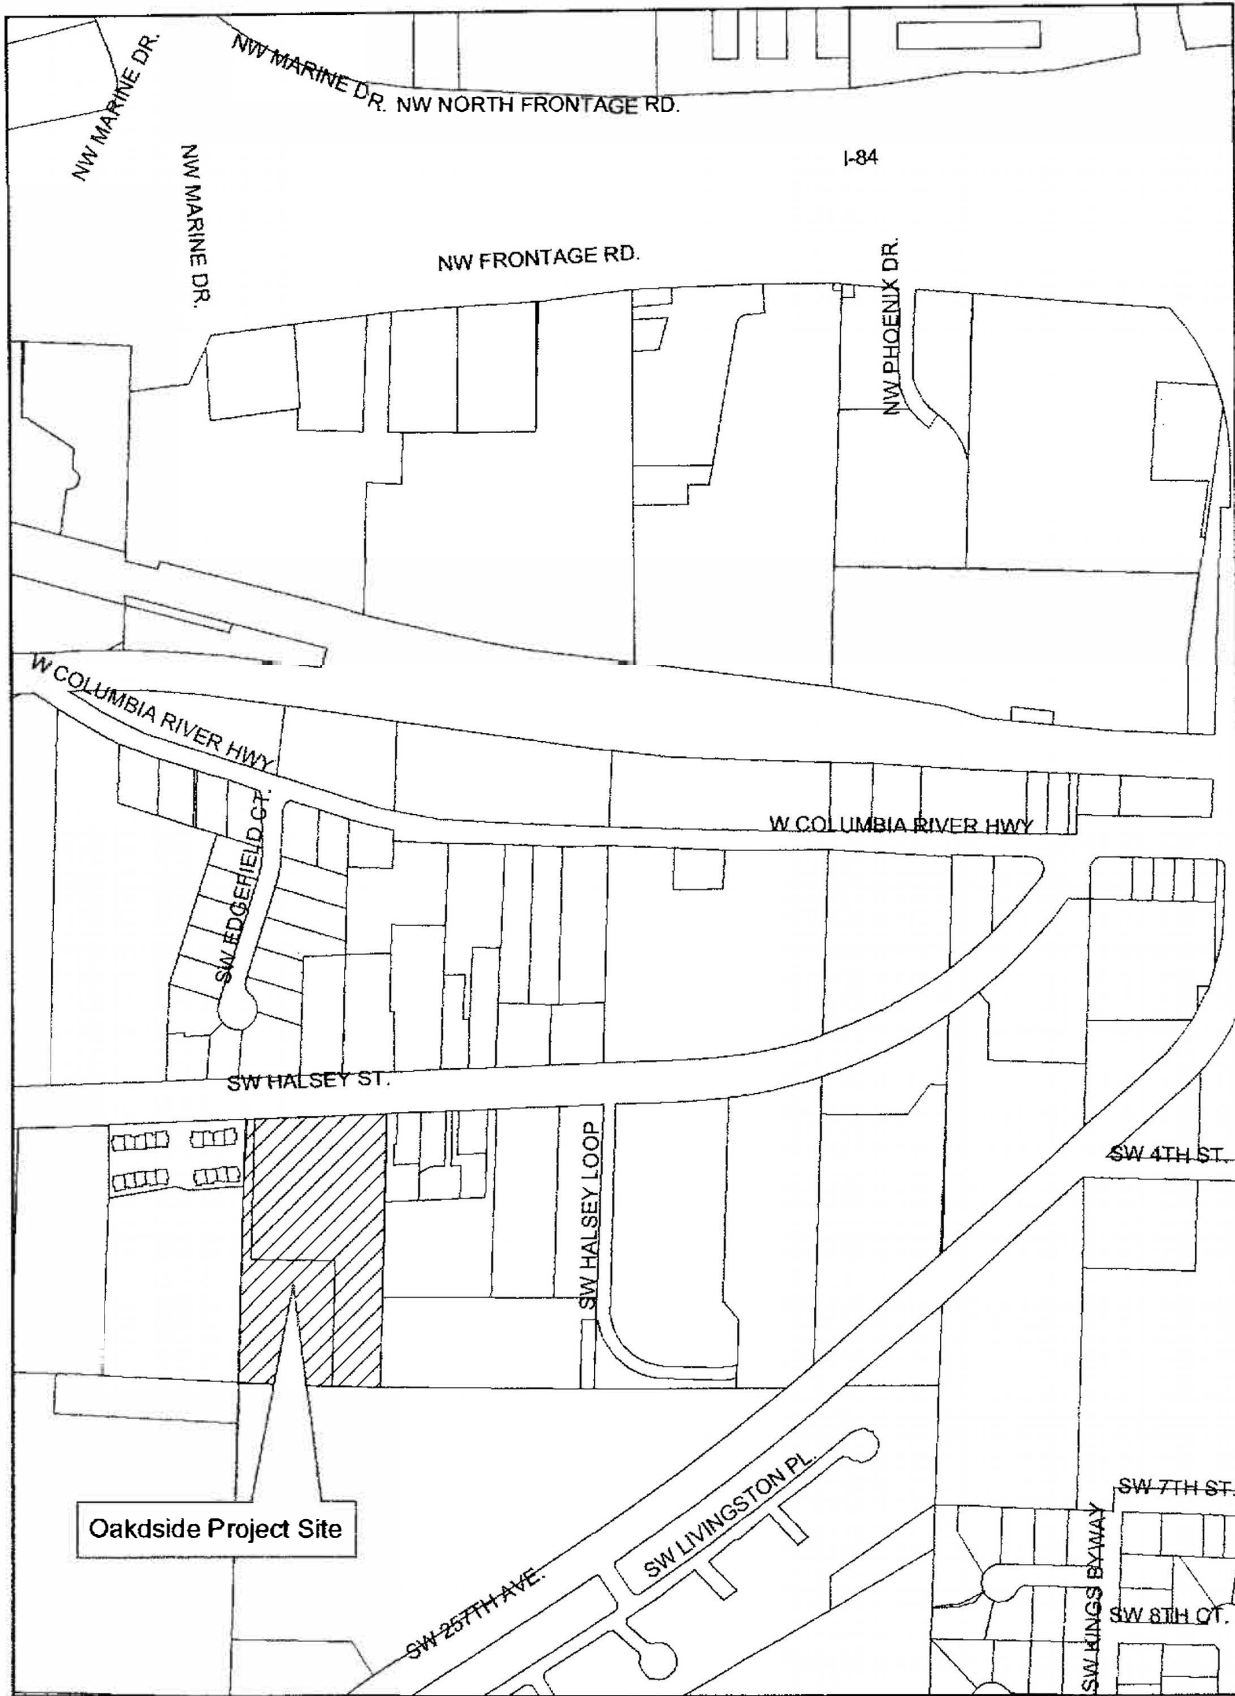 NW MARINE DR.
NW MARINE DR.
NW NORTH FRONTAGE RD.
I-84
NW MARINE DR.
NW FRONTAGE RD.
NW PHOENIX DR.
W COLUMBIA RIVER HWY
W COLUMBIA RIVER HWY
SW EDGEFIELD CT.
SW HALSEY ST.
SW HALSEY LOOP
SW 4TH ST.
Oakdside Project Site
SW LIVINGSTON PL.
SW 257TH AVE.
SW 7TH ST.
SW KINGS BYWAY
SW 8TH CT.